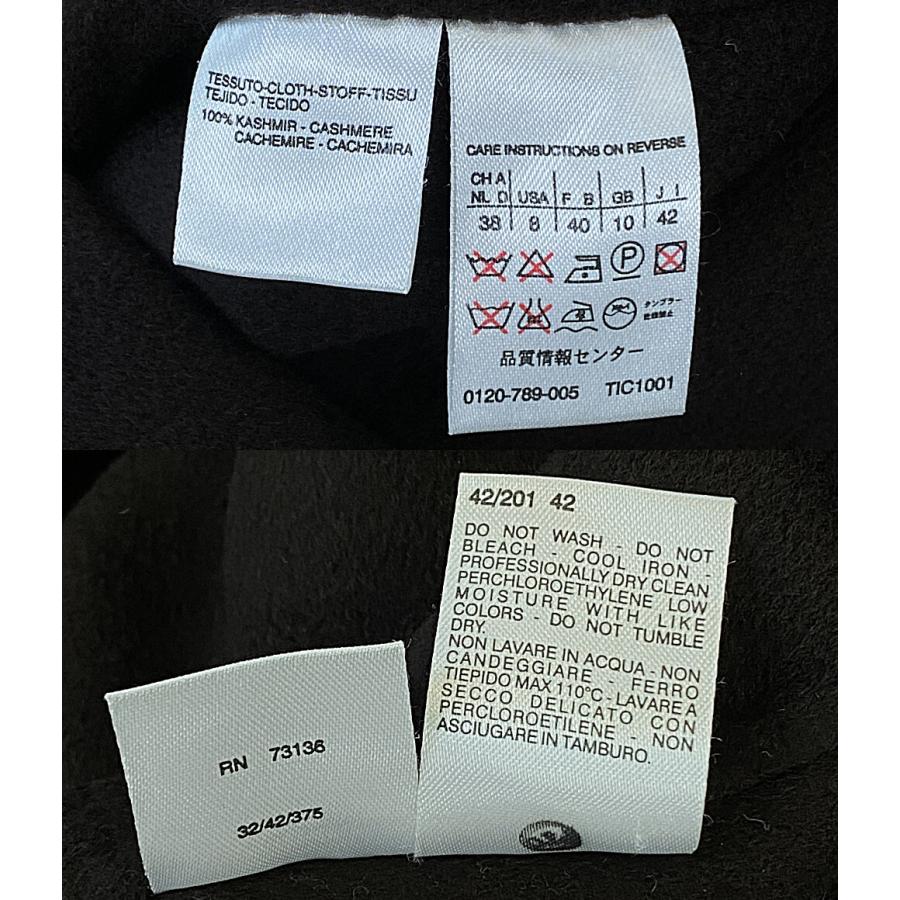 TESSUTO-CLOTH-STOFF-TISSU
TEJIDO - TECIDO
100% KASHMIR - CASHMERE
CACHEMIRE - CACHEMIRA
CARE INSTRUCTIONS ON REVERSE
CH A
NL D USA F B GB J I
38 8 40 10 42
P
タンブラー
乾燥禁止
品質情報センター
0120-789-005 TIC1001
42/201 42
DO NOT WASH - DO NOT
BLEACH - COOL IRON -
PROFESSIONALLY DRY CLEAN
PERCHLOROETHYLENE LOW
MOISTURE WITH LIKE
COLORS - DO NOT TUMBLE
DRY.
NON LAVARE IN ACQUA - NON
CANDEGGIARE - FERRO
TIEPIDO MAX 110°C - LAVARE A
SECCO DELICATO CON
PERCLOROETILENE - NON
ASCIUGARE IN TAMBURO.
RN 73136
32/42/375